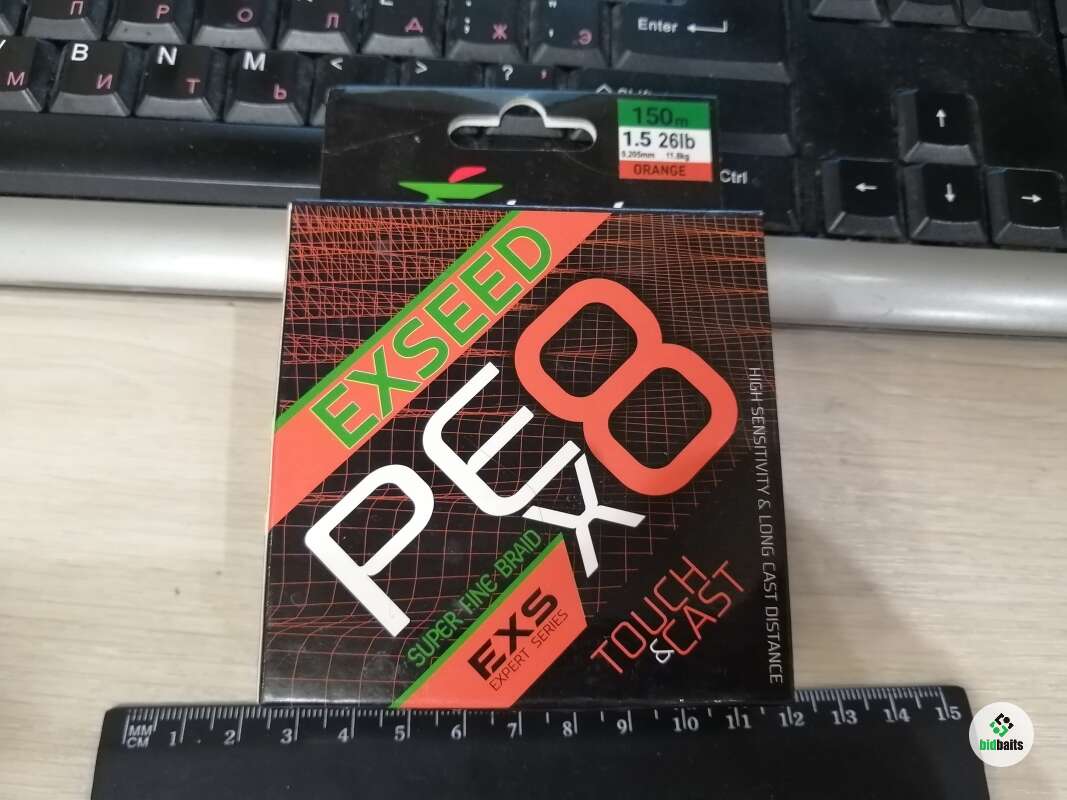 П Р О Л Д Ж Э Enter
B N M < > ?
М И Т Ь
Ctrl
150m
1.5 26lb
0,205mm 11.8kg
ORANGE
EXSEED
PE X8
SUPER FINE BRAID
EXS
EXPERT SERIES
TOUCH
& CAST
HIGH SENSITIVITY & LONG CAST DISTANCE
MM
CM 1 2 3 4 5 6 7 8 9 10 11 12 13 14 15
bidbaits